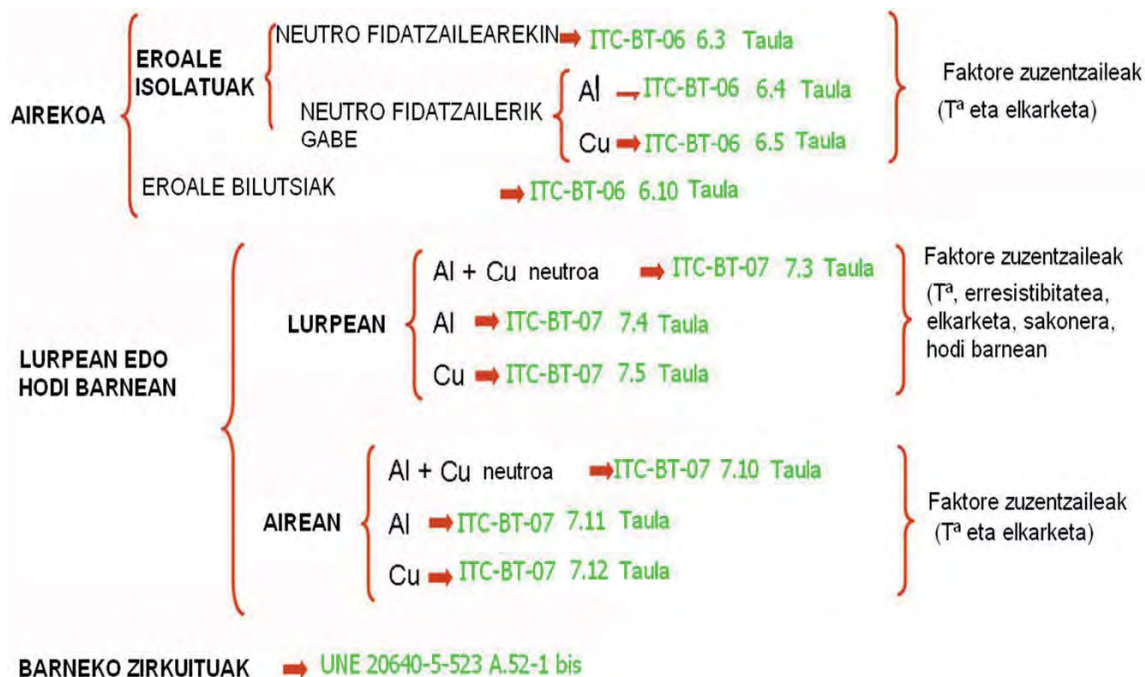 NEUTRO FIDATZAILEAREKIN ITC-BT-06 6.3 Taula
EROALE
ISOLATUAK
Al ITC-BT-06 6.4 Taula
NEUTRO FIDATZAILERIK
GABE
Cu ITC-BT-06 6.5 Taula
Faktore zuzentzaileak
(Tª eta elkarketa)
AIREKOA
EROALE BILUTSIAK ITC-BT-06 6.10 Taula
Al + Cu neutroa ITC-BT-07 7.3 Taula
LURPEAN
Al ITC-BT-07 7.4 Taula
Cu ITC-BT-07 7.5 Taula
Faktore zuzentzaileak
(Tª, erresistibitatea,
elkarketa, sakonera,
hodi barnean
LURPEAN EDO
HODI BARNEAN
Al + Cu neutroa ITC-BT-07 7.10 Taula
AIREAN
Al ITC-BT-07 7.11 Taula
Cu ITC-BT-07 7.12 Taula
Faktore zuzentzaileak
(Tª eta elkarketa)
BARNEKO ZIRKUITUAK UNE 20640-5-523 A.52-1 bis